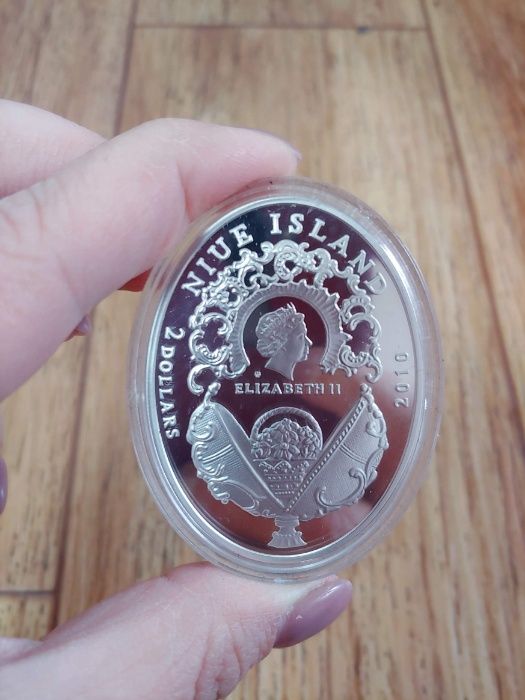 NIUE ISLAND
2 DOLLARS
ELIZABETH II
2010